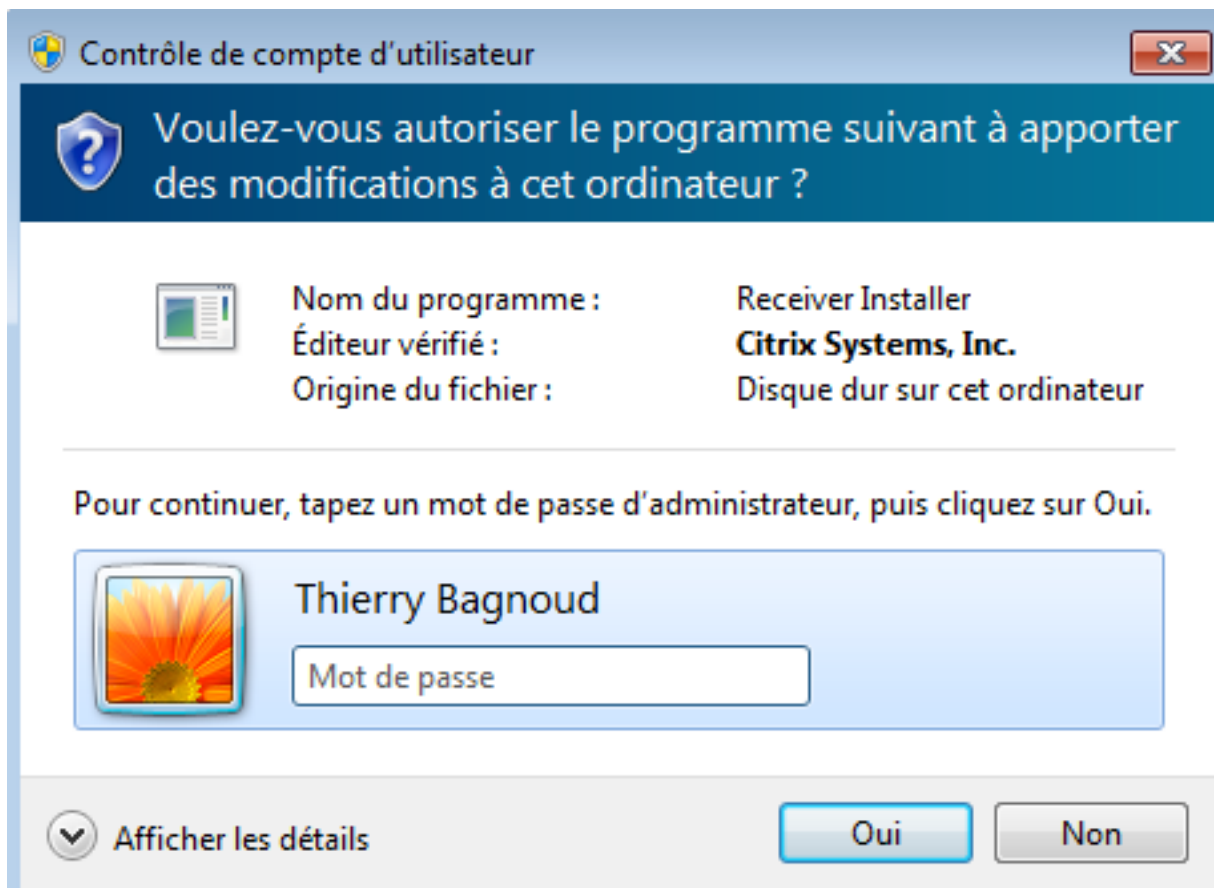 Contrôle de compte d'utilisateur
Voulez-vous autoriser le programme suivant à apporter
des modifications à cet ordinateur ?
Nom du programme : Receiver Installer
Éditeur vérifié : Citrix Systems, Inc.
Origine du fichier : Disque dur sur cet ordinateur
Pour continuer, tapez un mot de passe d'administrateur, puis cliquez sur Oui.
Thierry Bagnoud
Mot de passe
Afficher les détails Oui Non